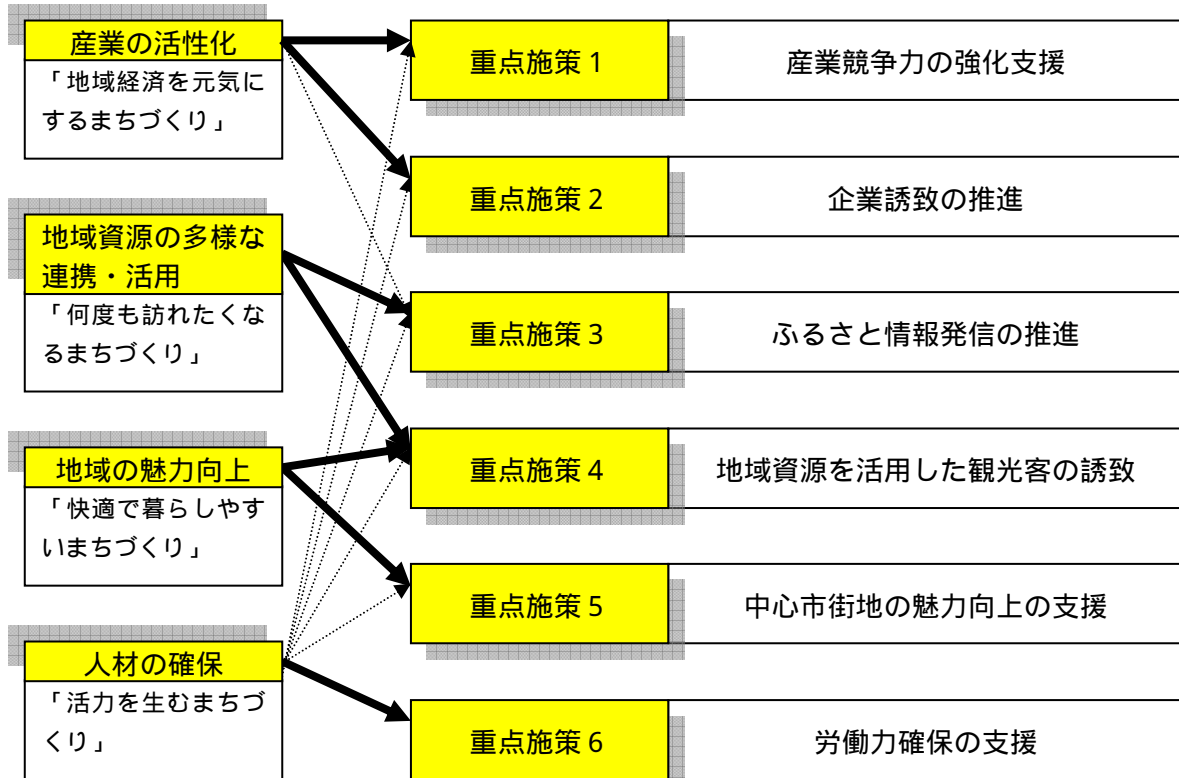 産業の活性化
「地域経済を元気に
するまちづくり」
地域資源の多様な
連携・活用
「何度も訪れたくな
るまちづくり」
地域の魅力向上
「快適で暮らしやす
いまちづくり」
人材の確保
「活力を生むまちづ
くり」
重点施策1 産業競争力の強化支援
重点施策2 企業誘致の推進
重点施策3 ふるさと情報発信の推進
重点施策4 地域資源を活用した観光客の誘致
重点施策5 中心市街地の魅力向上の支援
重点施策6 労働力確保の支援